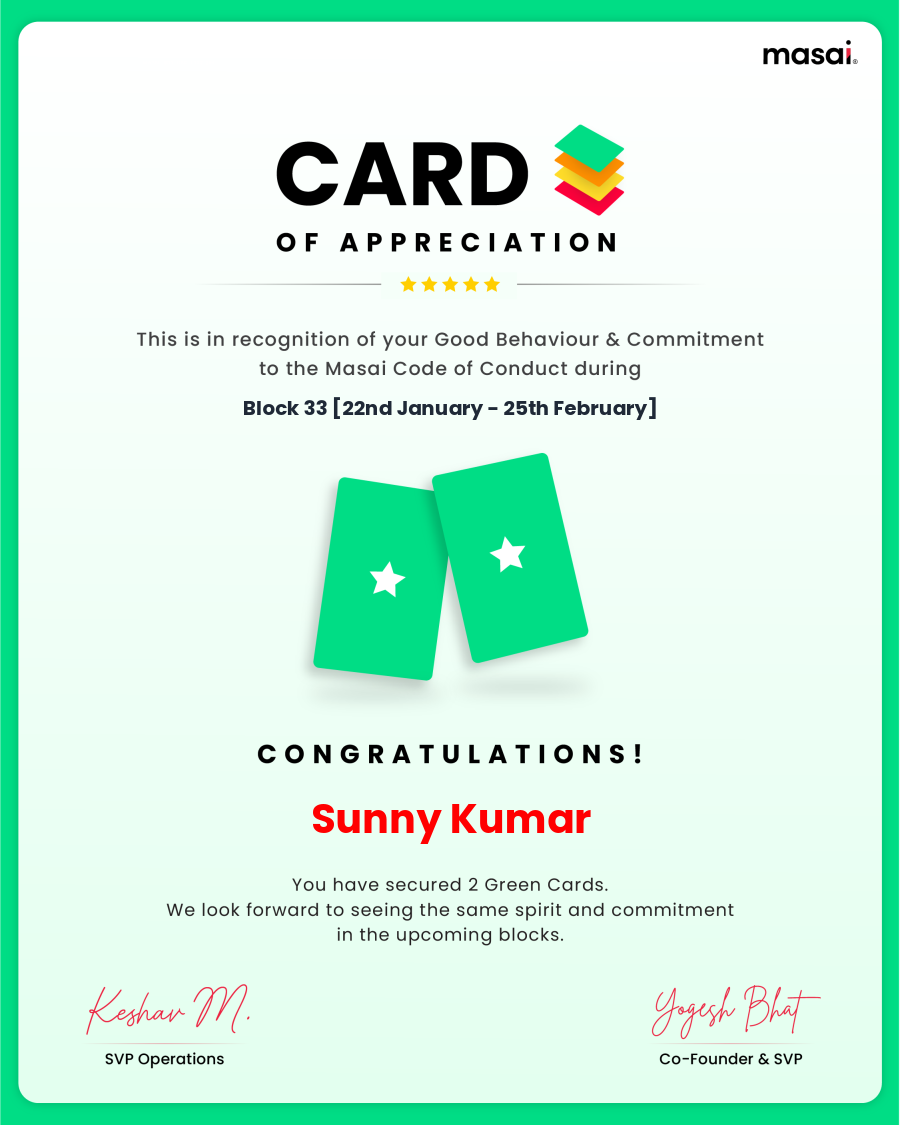 masai®
CARD
OF APPRECIATION
This is in recognition of your Good Behaviour & Commitment
to the Masai Code of Conduct during
Block 33 [22nd January - 25th February]
CONGRATULATIONS!
Sunny Kumar
You have secured 2 Green Cards.
We look forward to seeing the same spirit and commitment
in the upcoming blocks.
Keshav M.
SVP Operations
Yogesh Bhat
Co-Founder & SVP